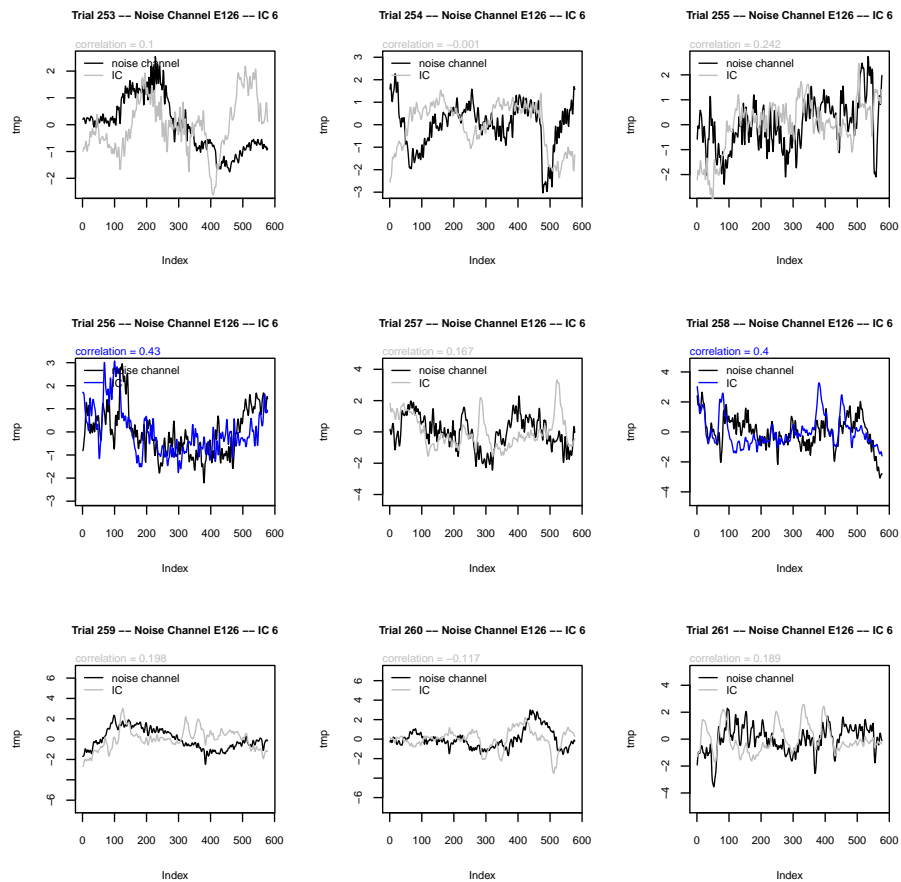 Trial 253 −− Noise Channel E126 −− IC 6
correlation = 0.1
noise channel
IC
tmp
2
1
0
−1
−2
0 100 200 300 400 500 600
Index
Trial 254 −− Noise Channel E126 −− IC 6
correlation = −0.001
noise channel
IC
tmp
3
2
1
0
−1
−2
−3
0 100 200 300 400 500 600
Index
Trial 255 −− Noise Channel E126 −− IC 6
correlation = 0.242
noise channel
IC
tmp
2
1
0
−1
−2
0 100 200 300 400 500 600
Index
Trial 256 −− Noise Channel E126 −− IC 6
correlation = 0.43
noise channel
IC
tmp
3
2
1
0
−1
−2
−3
0 100 200 300 400 500 600
Index
Trial 257 −− Noise Channel E126 −− IC 6
correlation = 0.167
noise channel
IC
tmp
4
2
0
−2
−4
0 100 200 300 400 500 600
Index
Trial 258 −− Noise Channel E126 −− IC 6
correlation = 0.4
noise channel
IC
tmp
4
2
0
−2
−4
0 100 200 300 400 500 600
Index
Trial 259 −− Noise Channel E126 −− IC 6
correlation = 0.198
noise channel
IC
tmp
6
4
2
0
−2
−6
0 100 200 300 400 500 600
Index
Trial 260 −− Noise Channel E126 −− IC 6
correlation = −0.117
noise channel
IC
tmp
6
4
2
0
−2
−6
0 100 200 300 400 500 600
Index
Trial 261 −− Noise Channel E126 −− IC 6
correlation = 0.189
noise channel
IC
tmp
4
2
0
−2
−4
0 100 200 300 400 500 600
Index